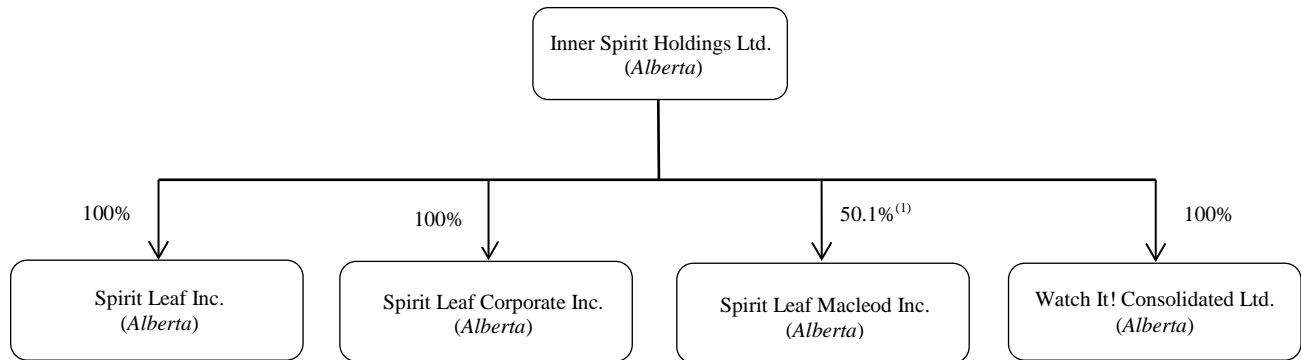 Inner Spirit Holdings Ltd.
(Alberta)
100%
100%
50.1%(1)
100%
Spirit Leaf Inc.
(Alberta)
Spirit Leaf Corporate Inc.
(Alberta)
Spirit Leaf Macleod Inc.
(Alberta)
Watch It! Consolidated Ltd.
(Alberta)